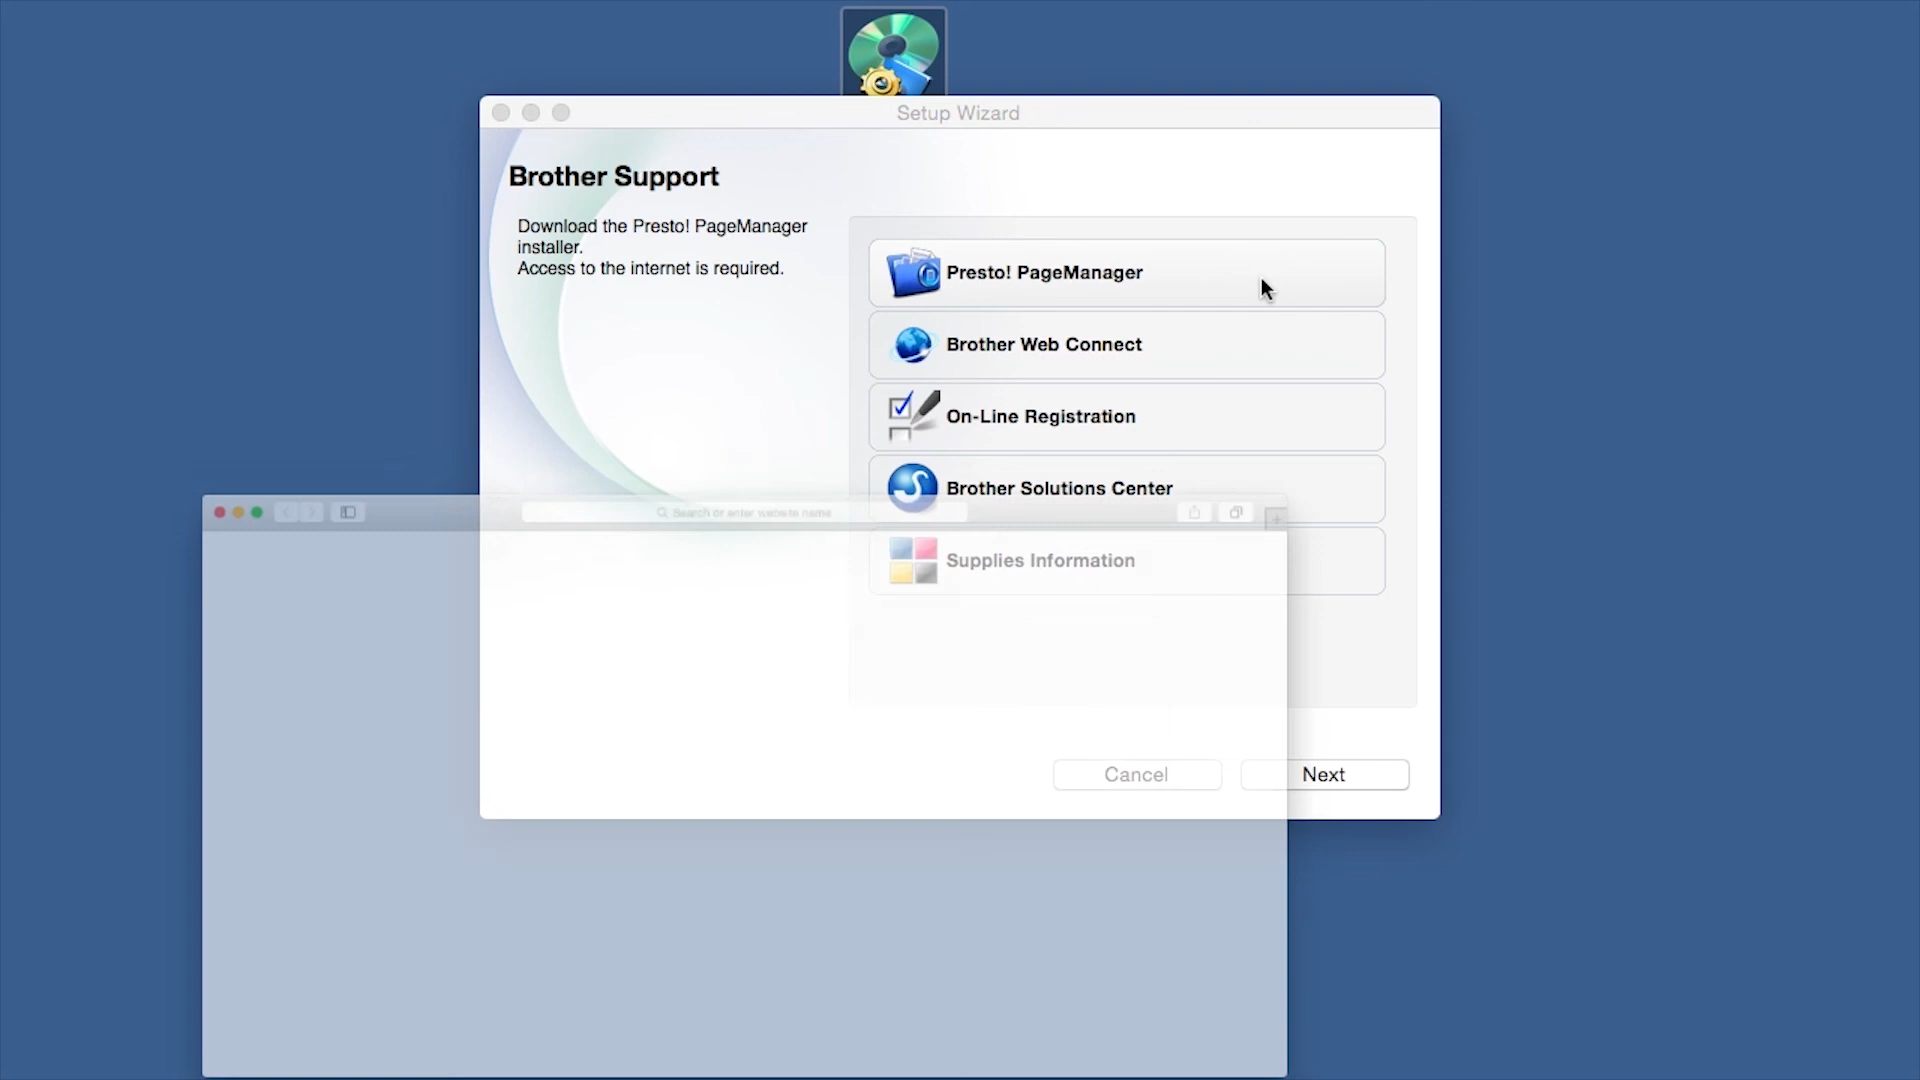 Setup Wizard
Brother Support
Download the Presto! PageManager
installer.
Access to the internet is required.
Presto! PageManager
Brother Web Connect
On-Line Registration
Brother Solutions Center
Search or enter website name
Supplies Information
Cancel
Next